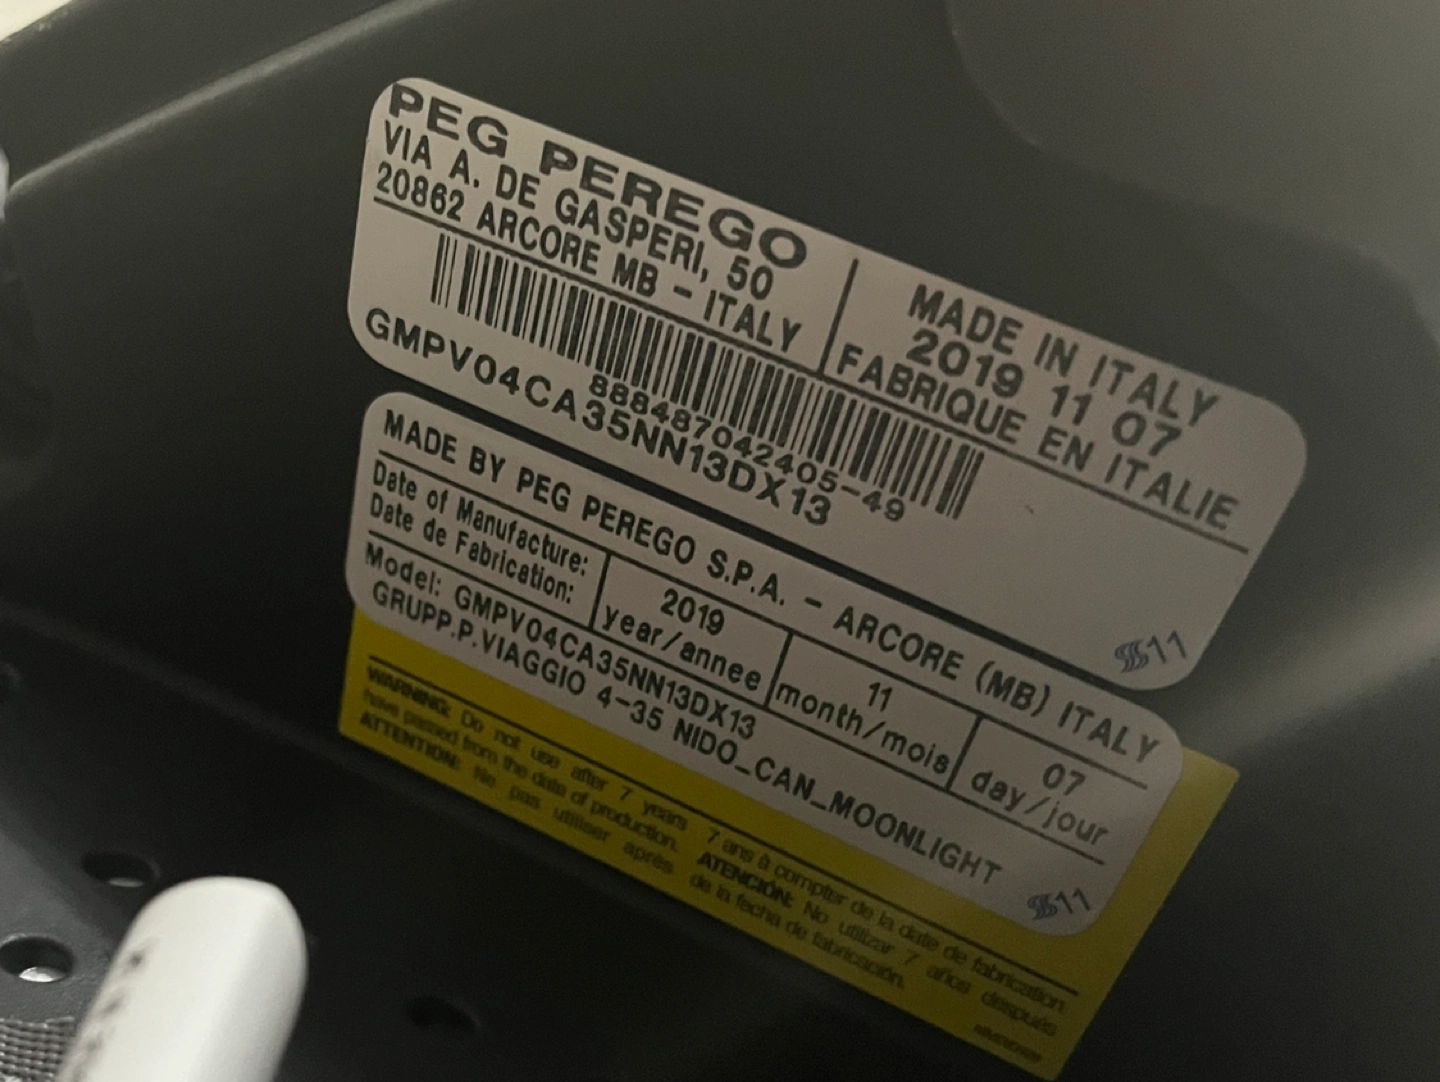 PEG PEREGO
VIA A. DE GASPERI, 50
20862 ARCORE MB - ITALY
MADE IN ITALY
2019 11 07
FABRIQUE EN ITALIE
888487042405-49
GMPV04CA35NN13DX13
11
MADE BY PEG PEREGO S.P.A. - ARCORE (MB) ITALY
Date of Manufacture:
Date de Fabrication:
2019
year/annee
11
month/mois
07
day/jour
Model: GMPV04CA35NN13DX13
GRUPP.P.VIAGGIO 4-35 NIDO_CAN_MOONLIGHT
11
WARNING: Do not use after 7 years
have passed from the date of production.
ATTENTION: Ne pas utiliser après
7 ans à compter de la date de fabrication.
ATENCIÓN: No utilizar 7 años después
de la fecha de fabricación.